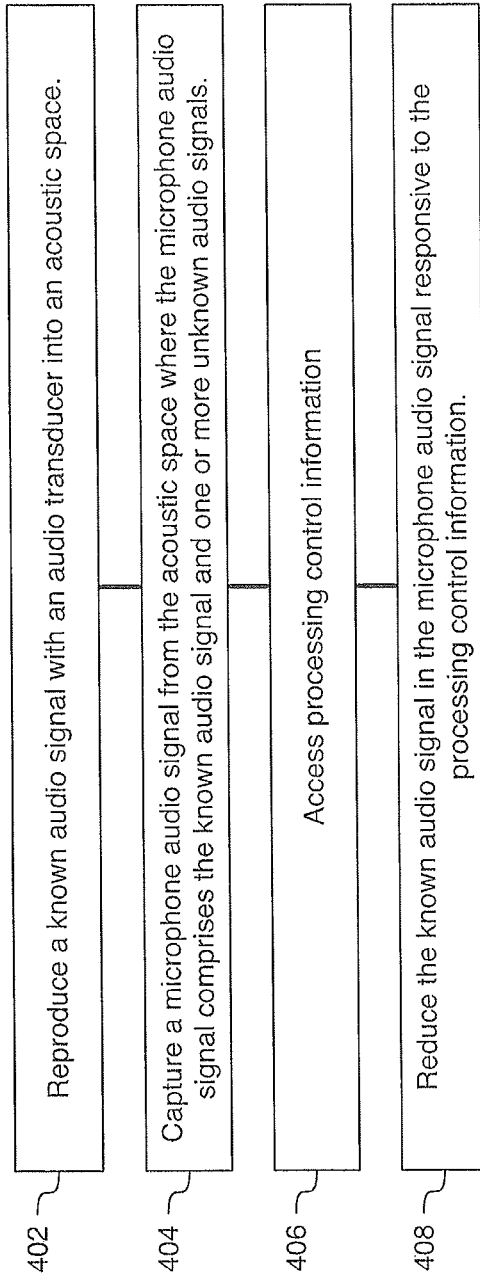 402
Reproduce a known audio signal with an audio transducer into an acoustic space.
404
Capture a microphone audio signal from the acoustic space where the microphone audio
signal comprises the known audio signal and one or more unknown audio signals.
406
Access processing control information
408
Reduce the known audio signal in the microphone audio signal responsive to the
processing control information.